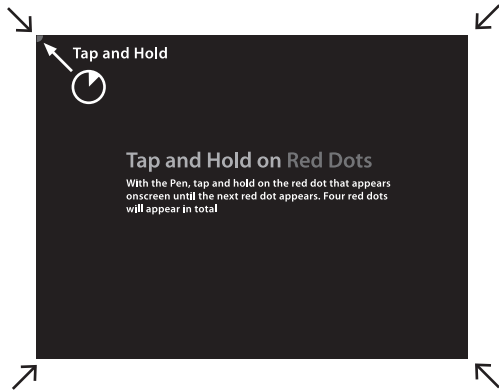 Tap and Hold
Tap and Hold on Red Dots
With the Pen, tap and hold on the red dot that appears
onscreen until the next red dot appears. Four red dots
will appear in total